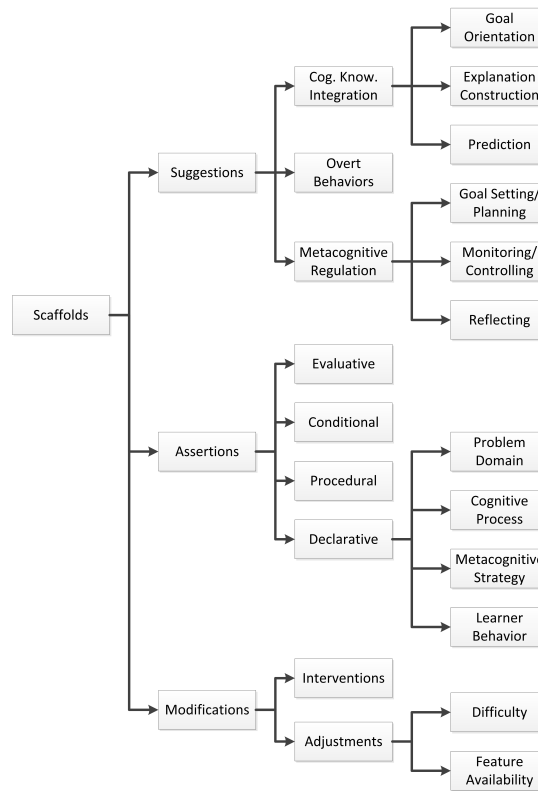 Goal
Orientation
Cog. Know.
Integration
Explanation
Construction
Prediction
Suggestions
Overt
Behaviors
Goal Setting/
Planning
Metacognitive
Regulation
Monitoring/
Controlling
Reflecting
Scaffolds
Evaluative
Conditional
Assertions
Procedural
Declarative
Problem
Domain
Cognitive
Process
Metacognitive
Strategy
Learner
Behavior
Interventions
Modifications
Adjustments
Difficulty
Feature
Availability